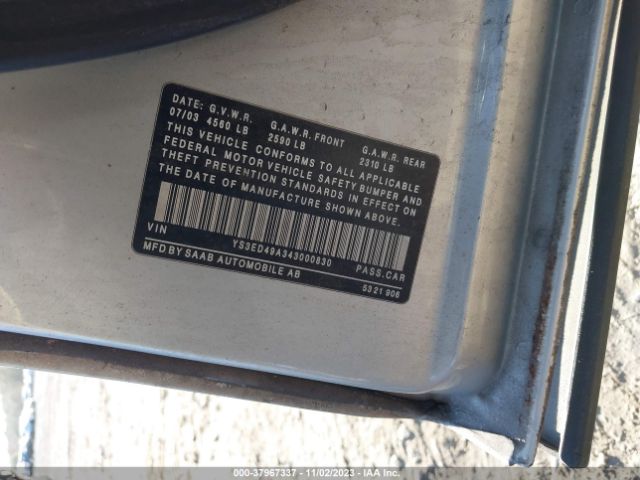 DATE: G.V.W.R. G.A.W.R. FRONT G.A.W.R. REAR
07/03 4560 LB 2590 LB 2310 LB
THIS VEHICLE CONFORMS TO ALL APPLICABLE
FEDERAL MOTOR VEHICLE SAFETY BUMPER AND
THEFT PREVENTION STANDARDS IN EFFECT ON
THE DATE OF MANUFACTURE SHOWN ABOVE.
VIN YS3ED49A343000830 PASS.CAR
MFD BY SAAB AUTOMOBILE AB 5321906
000-37967337 - 11/02/2023 - IAA Inc.